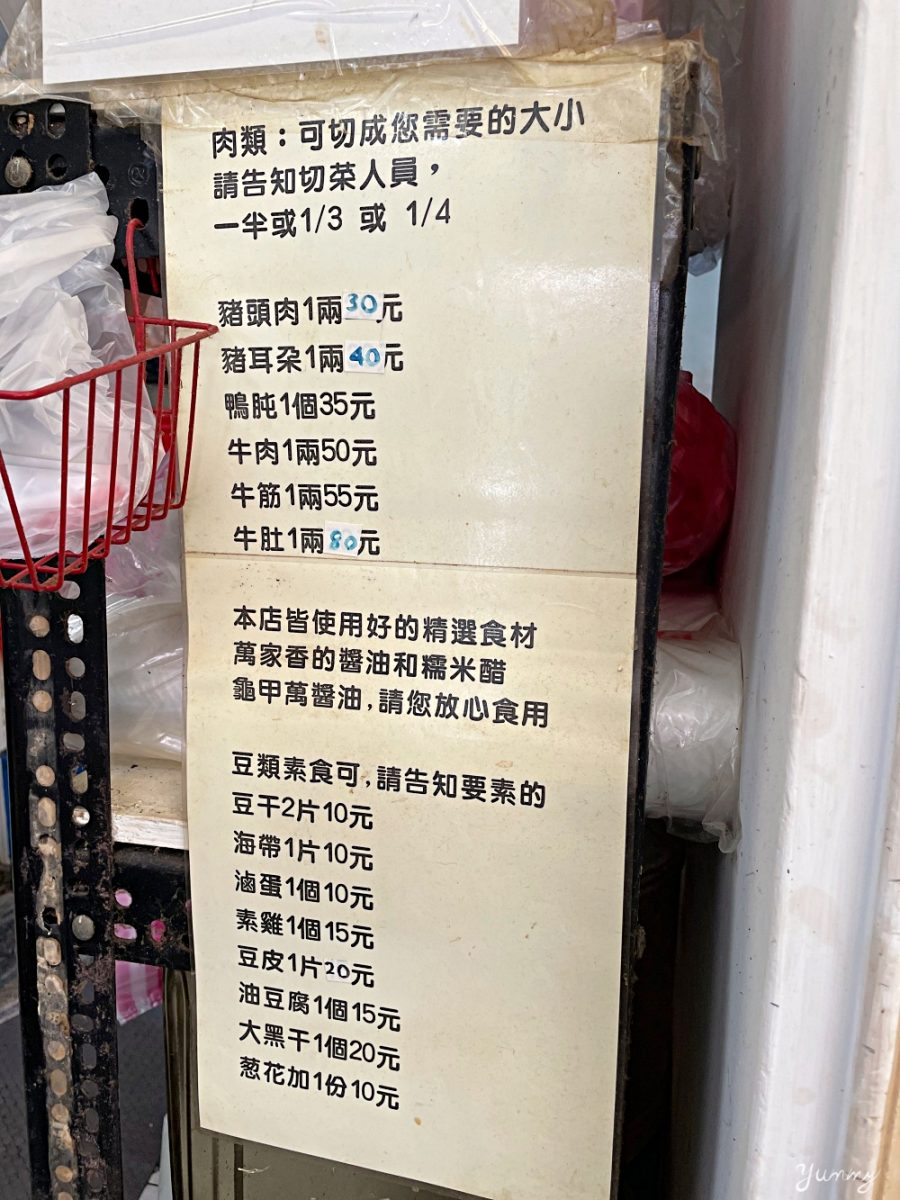 肉類：可切成您需要的大小
請告知切菜人員，
一半或1/3 或 1/4
豬頭肉1兩30元
豬耳朵1兩40元
鴨肫1個35元
牛肉1兩50元
牛筋1兩55元
牛肚1兩80元
本店皆使用好的精選食材
萬家香的醬油和糯米醋
龜甲萬醬油,請您放心食用
豆類素食可,請告知要素的
豆干2片10元
海帶1片10元
滷蛋1個10元
素雞1個15元
豆皮1片20元
油豆腐1個15元
大黑干1個20元
葱花加1份10元
yummy